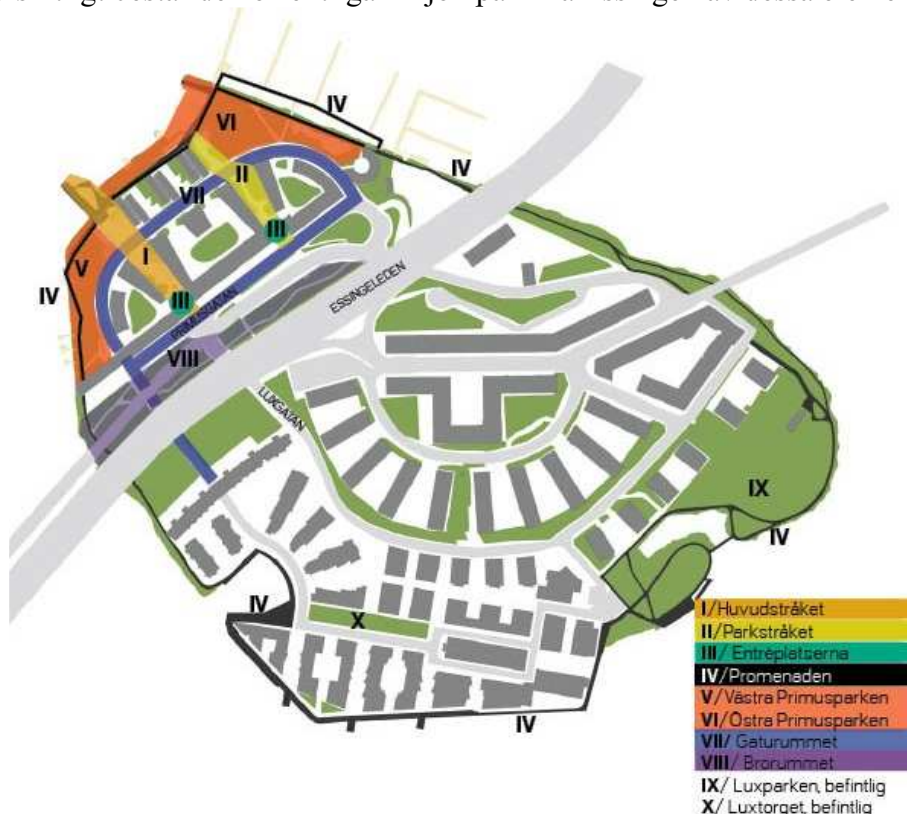 IV
VI
IV
II
VII
III
I
V
IV
III
PRIMUSGATAN
ESSINGELEDEN
VIII
LUXGATAN
IX
IV
IV
X
IV
I/Huvudstråket
II/Parkstråket
III/ Entréplatserna
IV/Promenaden
V/Västra Primusparken
VI/Östra Primusparken
VII/ Gaturummet
VIII/ Brorummet
IX/ Luxparken, befintlig
X/ Luxtorget, befintlig